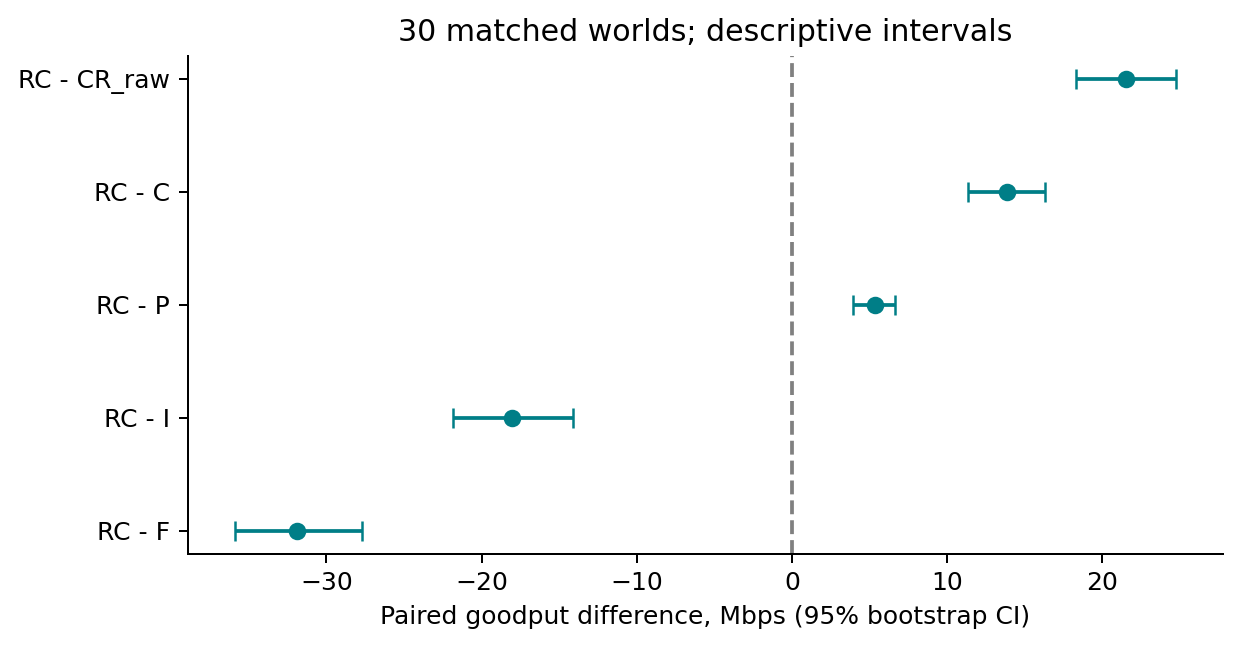 30 matched worlds; descriptive intervals
RC - CR_raw
RC - C
RC - P
RC - I
RC - F
−30 −20 −10 0 10 20
Paired goodput difference, Mbps (95% bootstrap CI)